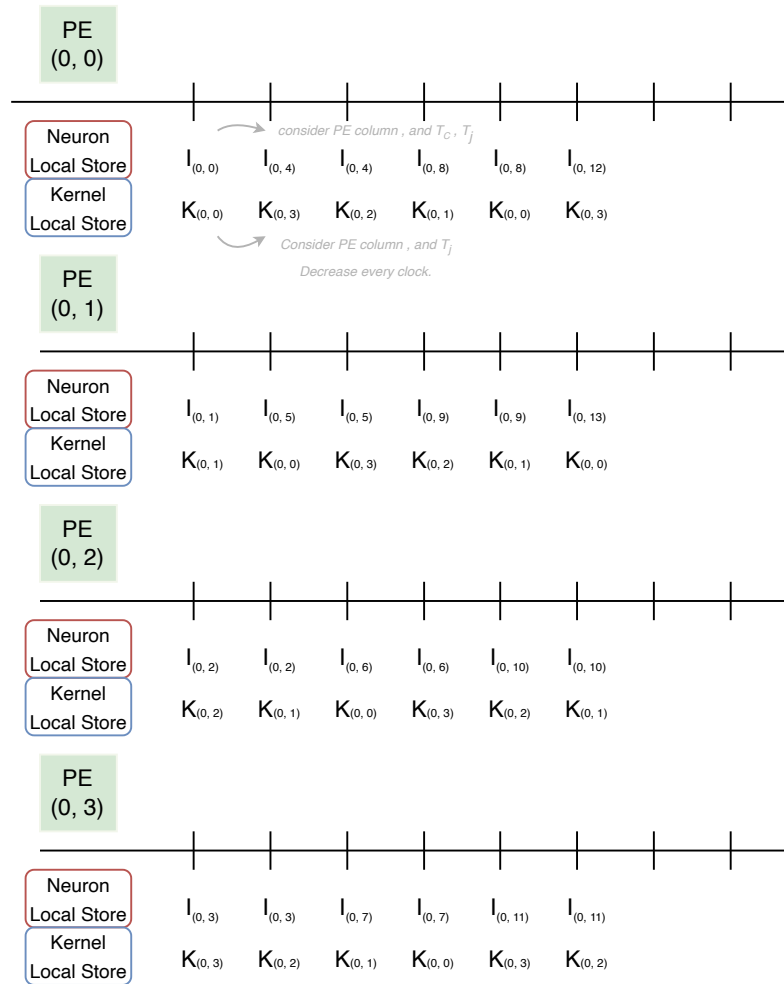 PE
(0, 0)
consider PE column , and T_c , T_j
Neuron
Local Store
I(0, 0) I(0, 4) I(0, 4) I(0, 8) I(0, 8) I(0, 12)
Kernel
Local Store
K(0, 0) K(0, 3) K(0, 2) K(0, 1) K(0, 0) K(0, 3)
Consider PE column , and T_j
Decrease every clock.
PE
(0, 1)
Neuron
Local Store
I(0, 1) I(0, 5) I(0, 5) I(0, 9) I(0, 9) I(0, 13)
Kernel
Local Store
K(0, 1) K(0, 0) K(0, 3) K(0, 2) K(0, 1) K(0, 0)
PE
(0, 2)
Neuron
Local Store
I(0, 2) I(0, 2) I(0, 6) I(0, 6) I(0, 10) I(0, 10)
Kernel
Local Store
K(0, 2) K(0, 1) K(0, 0) K(0, 3) K(0, 2) K(0, 1)
PE
(0, 3)
Neuron
Local Store
I(0, 3) I(0, 3) I(0, 7) I(0, 7) I(0, 11) I(0, 11)
Kernel
Local Store
K(0, 3) K(0, 2) K(0, 1) K(0, 0) K(0, 3) K(0, 2)